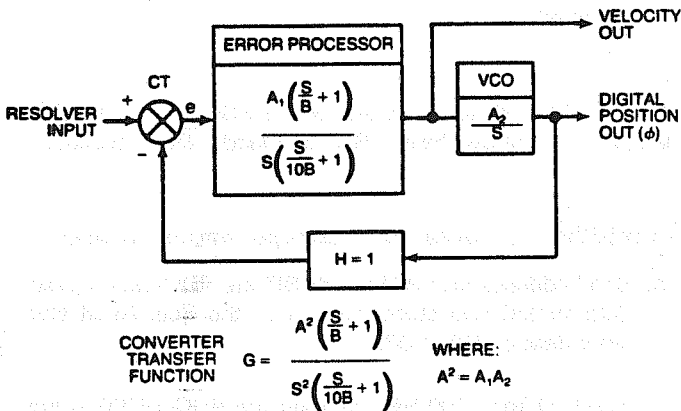 VELOCITY
OUT
ERROR PROCESSOR
CT
VCO
RESOLVER
INPUT
+
e
−
A₁(S/B + 1)
S(S/10B + 1)
A₂
S
DIGITAL
POSITION
OUT (ϕ)
H = 1
CONVERTER
TRANSFER
FUNCTION
G =
A²(S/B + 1)
S²(S/10B + 1)
WHERE:
A² = A₁A₂